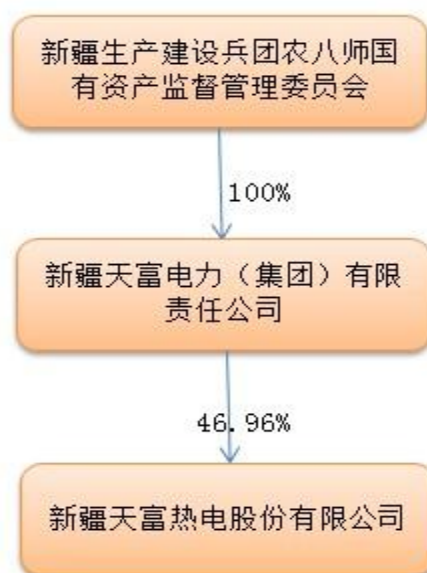 新疆生产建设兵团农八师国
有资产监督管理委员会
100%
新疆天富电力（集团）有限
责任公司
46.96%
新疆天富热电股份有限公司